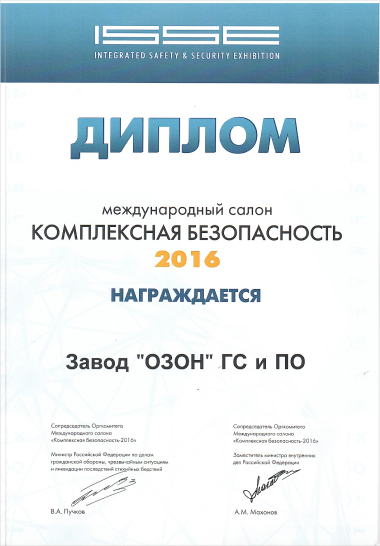 ISSE
INTEGRATED SAFETY & SECURITY EXHIBITION
ДИПЛОМ
международный салон
КОМПЛЕКСНАЯ БЕЗОПАСНОСТЬ
2016
НАГРАЖДАЕТСЯ
Завод "ОЗОН" ГС и ПО
Сопредседатель Оргкомитета
Международного салона
«Комплексная безопасность-2016»
Министр Российской Федерации по делам
гражданской обороны, чрезвычайным ситуациям
и ликвидации последствий стихийных бедствий
В.А. Пучков
Сопредседатель Оргкомитета
Международного салона
«Комплексная безопасность-2016»
Заместитель министра внутренних
дел Российской Федерации
А.М. Махонов